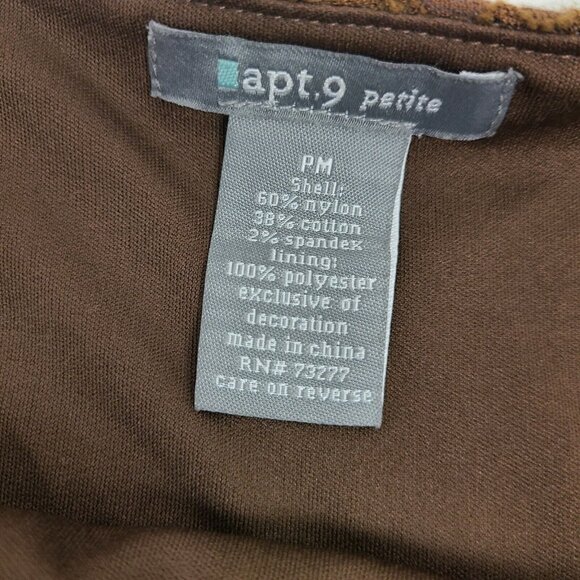 apt.9 petite
PM
Shell:
60% nylon
38% cotton
2% spandex
lining:
100% polyester
exclusive of
decoration
made in china
RN# 73277
care on reverse